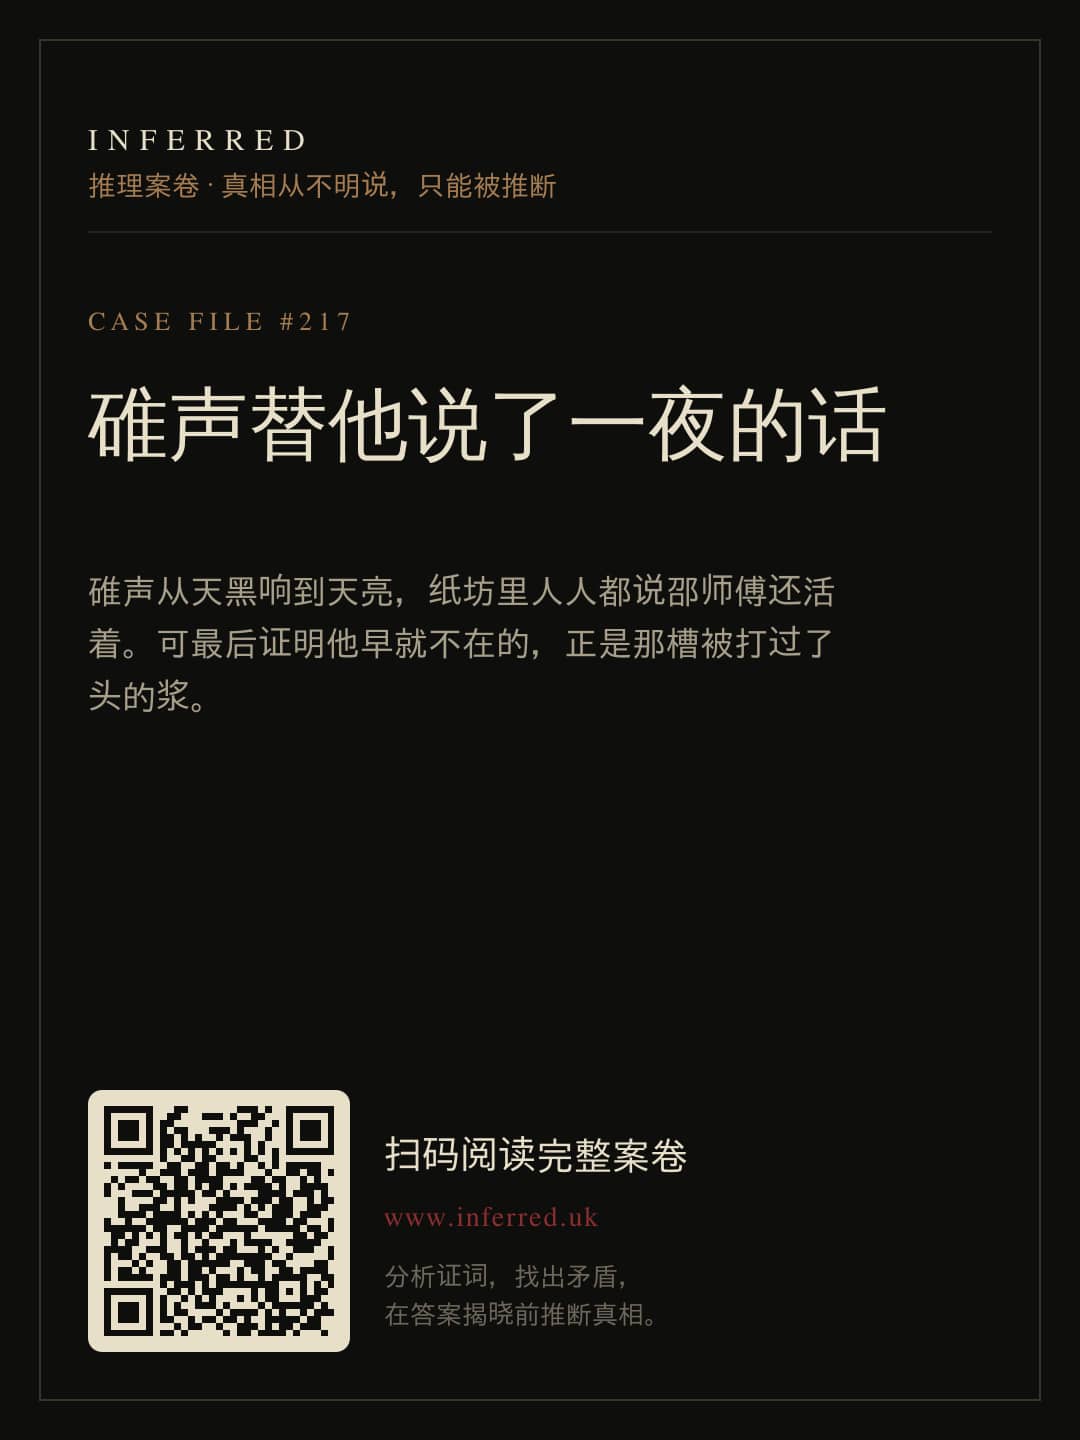 INFERRED
推理案卷 · 真相从不明说，只能被推断
CASE FILE #217
碓声替他说了一夜的话
碓声从天黑响到天亮，纸坊里人人都说邵师傅还活
着。可最后证明他早就不在的，正是那槽被打过了
头的浆。
扫码阅读完整案卷
www.inferred.uk
分析证词，找出矛盾，
在答案揭晓前推断真相。